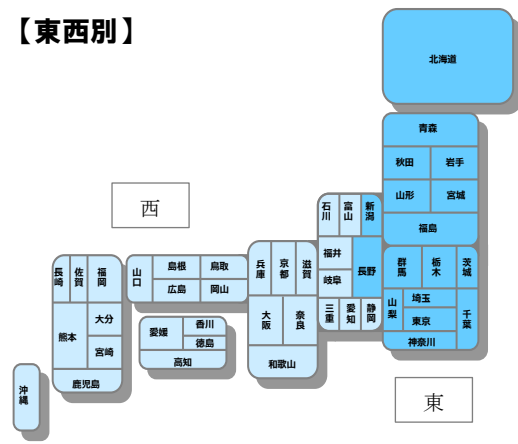 【東西別】
北海道
青森
秋田
岩手
山形
宮城
福島
西
石川
富山
新潟
福井
長野
岐阜
三重
愛知
静岡
群馬
栃木
茨城
山梨
埼玉
東京
千葉
神奈川
長崎
佐賀
福岡
熊本
大分
宮崎
鹿児島
山口
島根
鳥取
広島
岡山
愛媛
香川
徳島
高知
兵庫
京都
滋賀
大阪
奈良
和歌山
沖縄
東